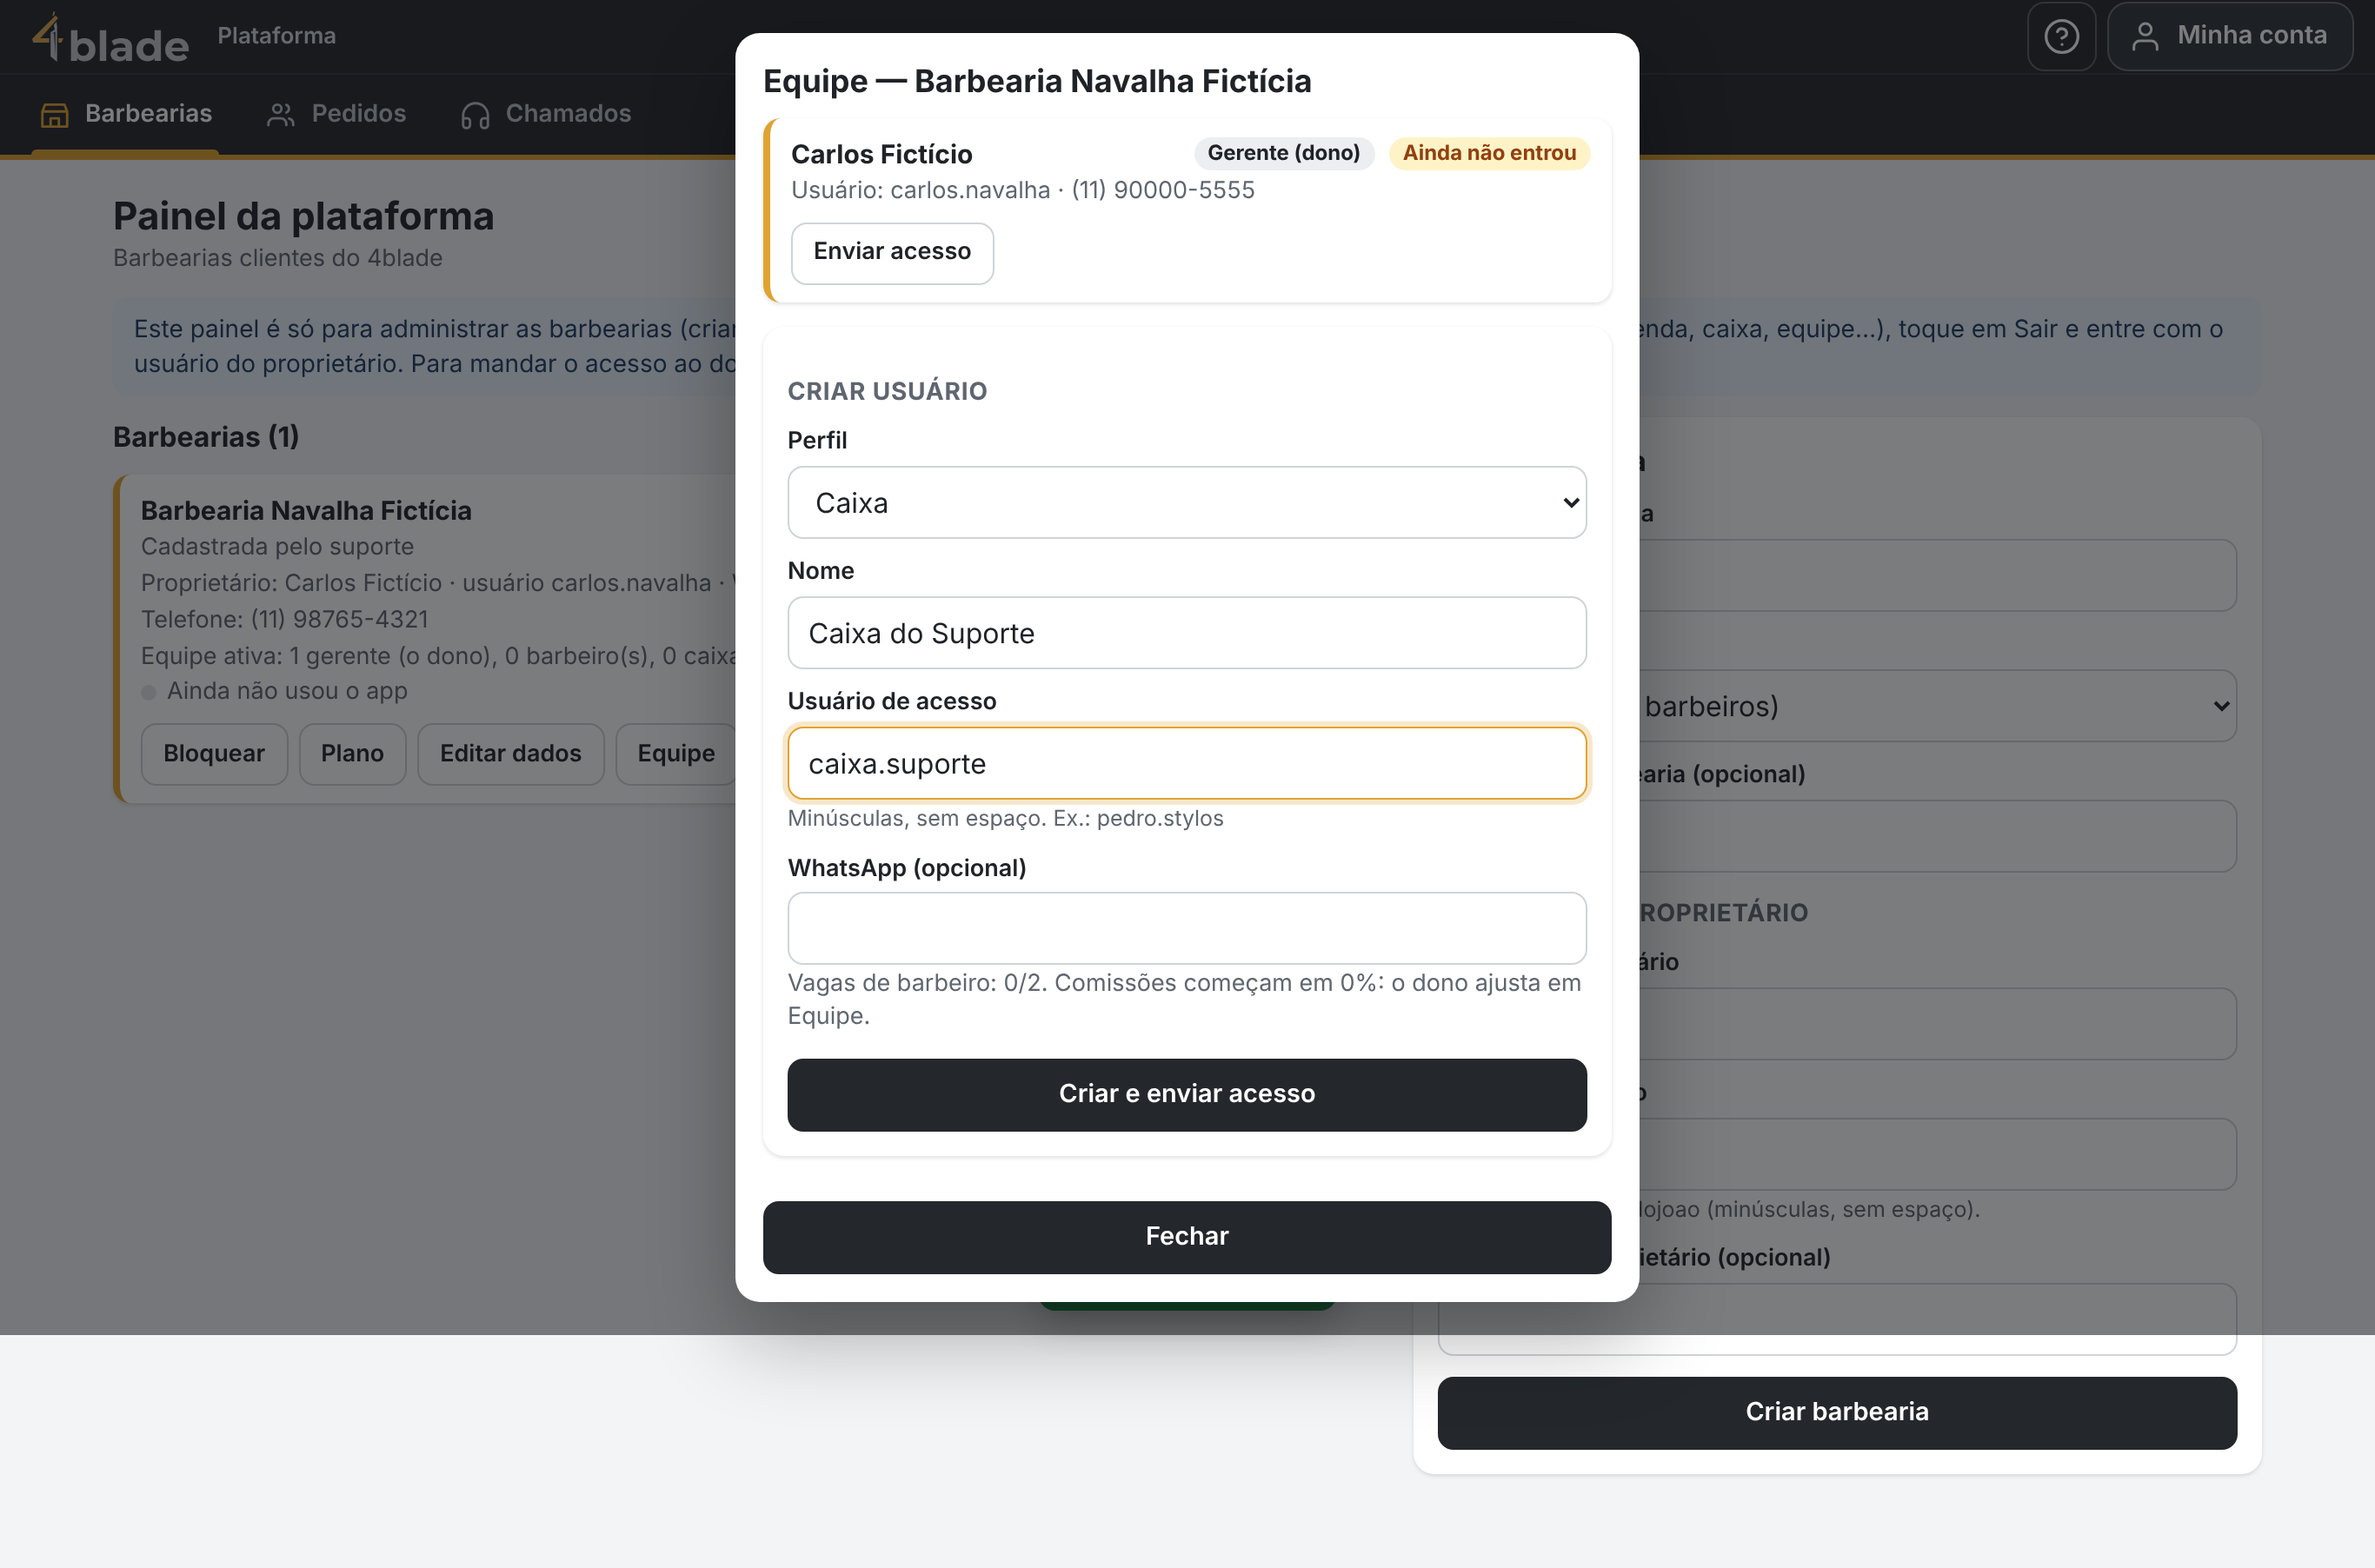 4blade
Plataforma
Minha conta
Barbearias
Pedidos
Chamados
Painel da plataforma
Barbearias clientes do 4blade
Este painel é só para administrar as barbearias (criar
enda, caixa, equipe...), toque em Sair e entre com o
usuário do proprietário. Para mandar o acesso ao do
Barbearias (1)
Barbearia Navalha Fictícia
Cadastrada pelo suporte
Proprietário: Carlos Fictício · usuário carlos.navalha ·
Telefone: (11) 98765-4321
Equipe ativa: 1 gerente (o dono), 0 barbeiro(s), 0 caixa
Ainda não usou o app
Bloquear
Plano
Editar dados
Equipe
Equipe — Barbearia Navalha Fictícia
Carlos Fictício
Gerente (dono)
Ainda não entrou
Usuário: carlos.navalha · (11) 90000-5555
Enviar acesso
CRIAR USUÁRIO
Perfil
Caixa
Nome
Caixa do Suporte
Usuário de acesso
caixa.suporte
Minúsculas, sem espaço. Ex.: pedro.stylos
WhatsApp (opcional)
Vagas de barbeiro: 0/2. Comissões começam em 0%: o dono ajusta em
Equipe.
Criar e enviar acesso
Fechar
a
barbearios)
earia (opcional)
ROPRIETÁRIO
ário
lojoao (minúsculas, sem espaço).
ietário (opcional)
Criar barbearia